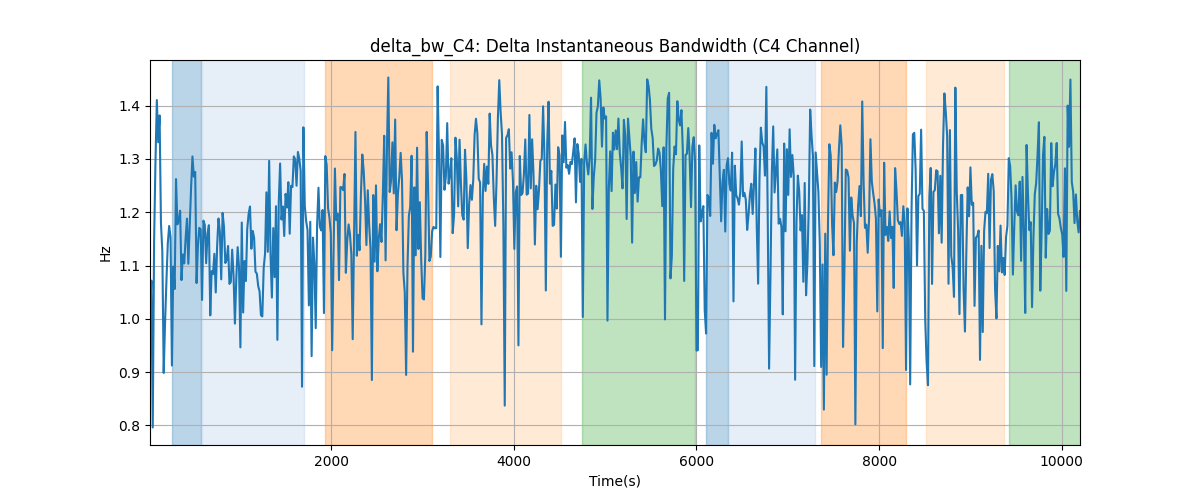 delta_bw_C4: Delta Instantaneous Bandwidth (C4 Channel)
Hz
1.4
1.3
1.2
1.1
1.0
0.9
0.8
2000 4000 6000 8000 10000
Time(s)